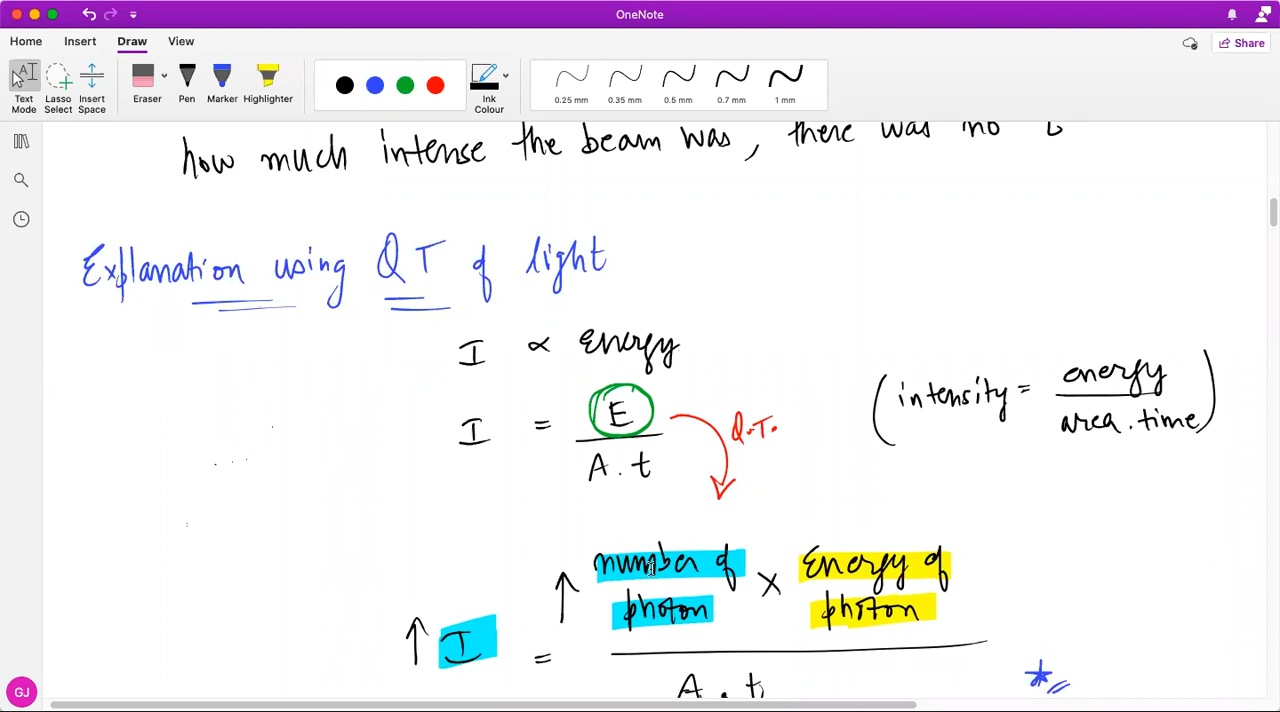 OneNote
Home Insert Draw View
Share
Text Mode
Lasso Select
Insert Space
Eraser
Pen
Marker
Highlighter
Ink Colour
0.25 mm 0.35 mm 0.5 mm 0.7 mm 1 mm
how much intense the beam was, there was no
Explanation using QT of light
I ∝ Energy
I = E / A . t
Q.T.
(intensity = energy / area . time)
↑ I = ↑ number of photon × Energy of photon / A . t
GJ